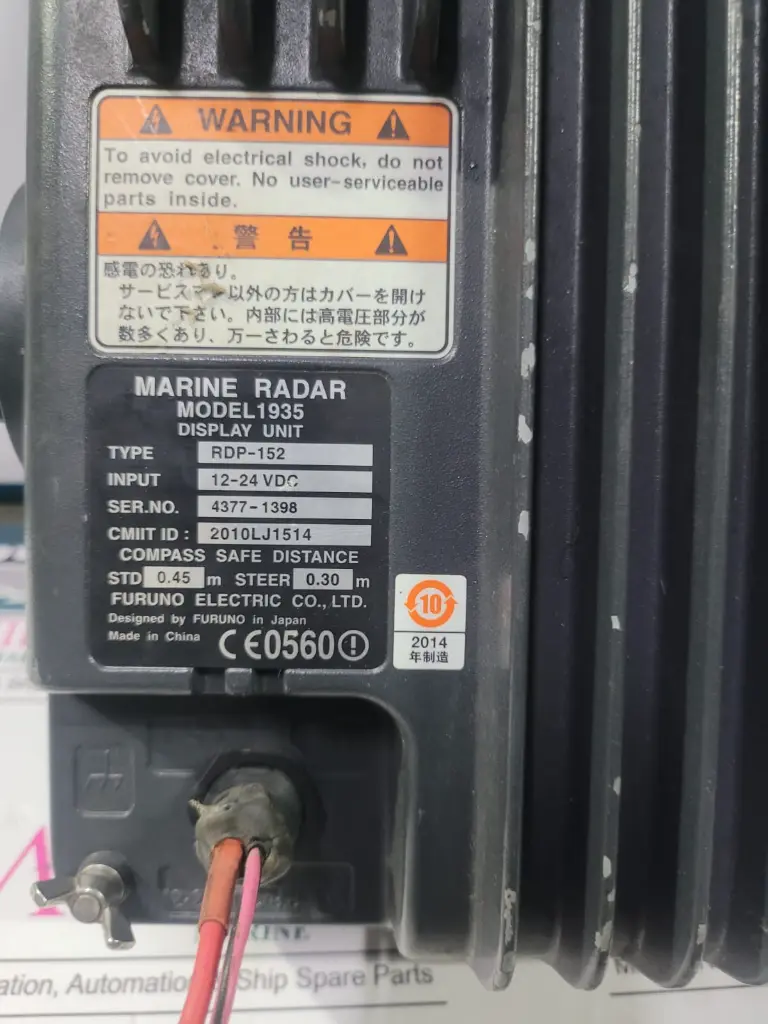 WARNING
To avoid electrical shock, do not
remove cover. No user-serviceable
parts inside.
警告
感電の恐れあり。
サービスマン以外の方はカバーを開け
ないで下さい。内部には高電圧部分が
数多くあり、万一さわると危険です。
MARINE RADAR
MODEL1935
DISPLAY UNIT
TYPE RDP-152
INPUT 12-24 VDC
SER.NO. 4377-1398
CMIIT ID : 2010LJ1514
COMPASS SAFE DISTANCE
STD 0.45 m STEER 0.30 m
FURUNO ELECTRIC CO., LTD.
Designed by FURUNO in Japan
Made in China
CE0560
10
2014
年制造
ation, Automation & Ship Spare Parts